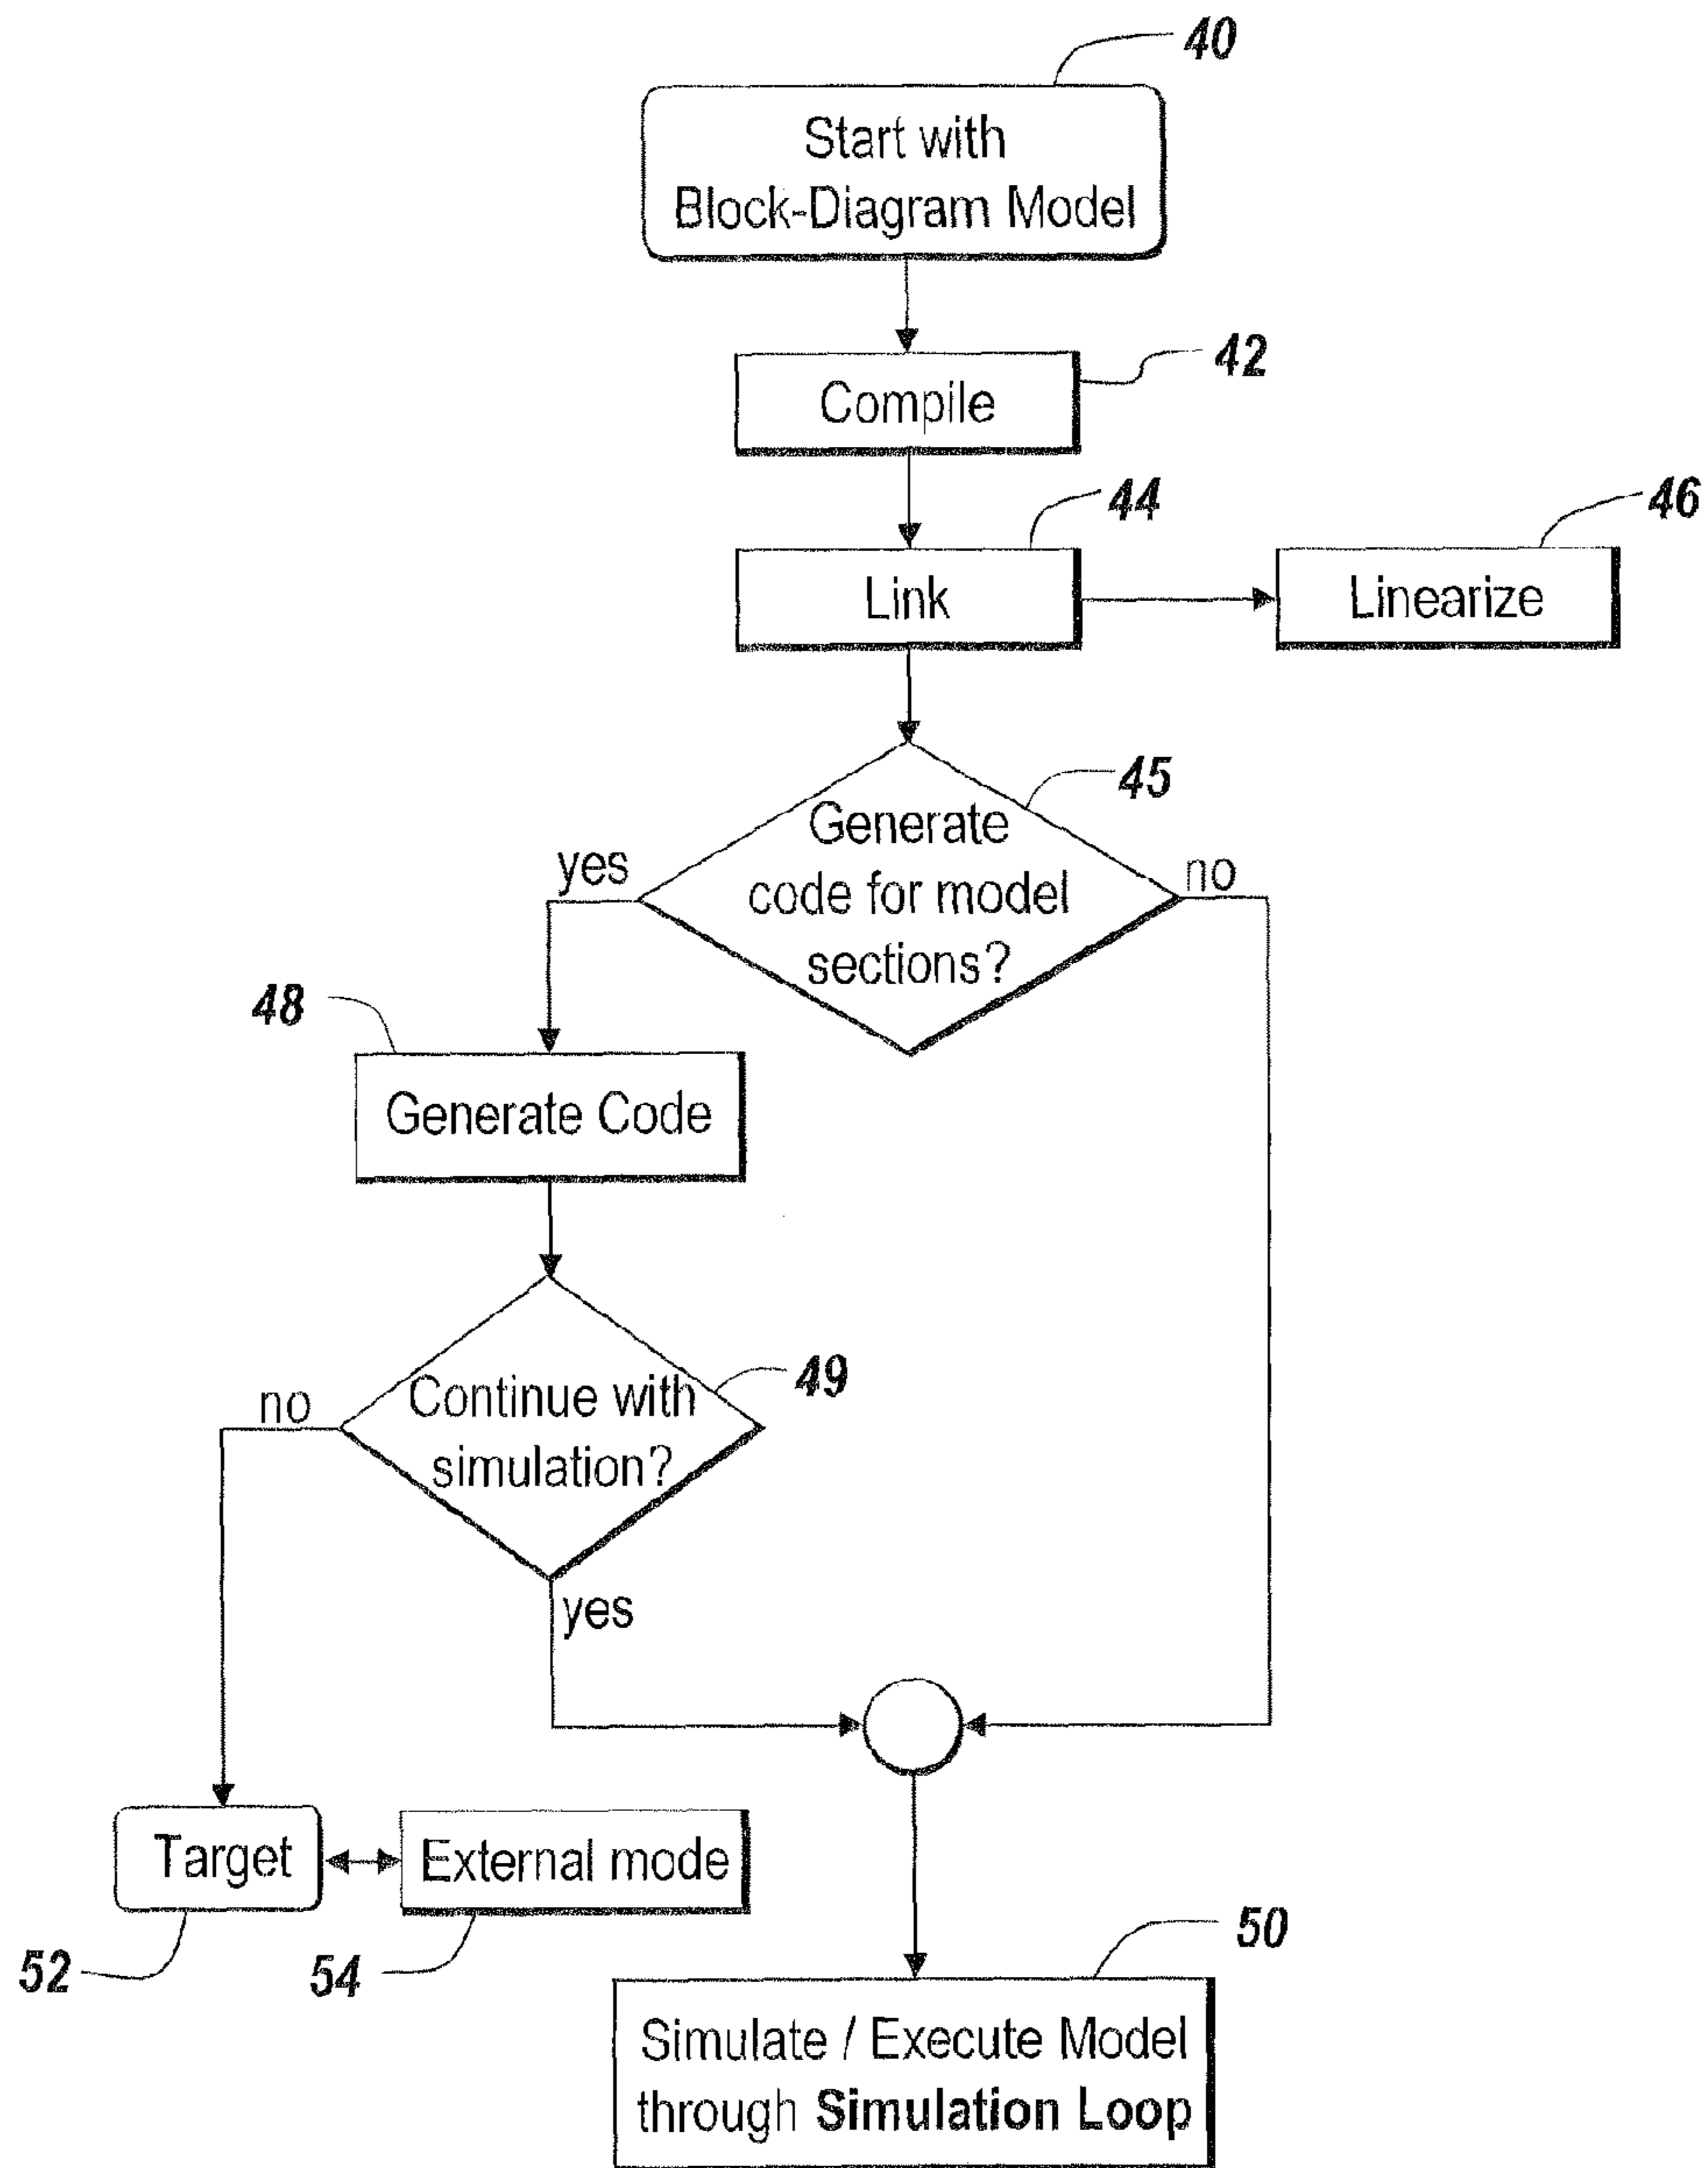 40
Start with
Block-Diagram Model
42
Compile
44
46
Link
Linearize
45
Generate
code for model
sections?
yes
no
48
Generate Code
49
Continue with
simulation?
no
yes
Target
External mode
52
54
50
Simulate / Execute Model
through Simulation Loop